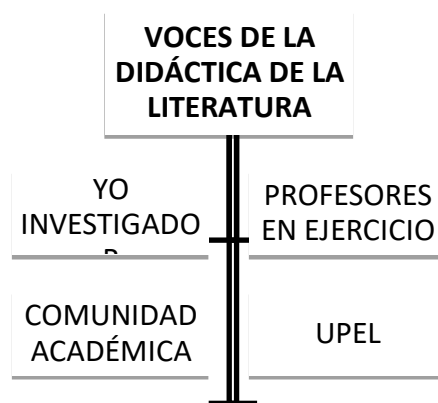 VOCES DE LA
DIDÁCTICA DE LA
LITERATURA
YO
INVESTIGADO
PROFESORES
EN EJERCICIO
COMUNIDAD
ACADÉMICA
UPEL